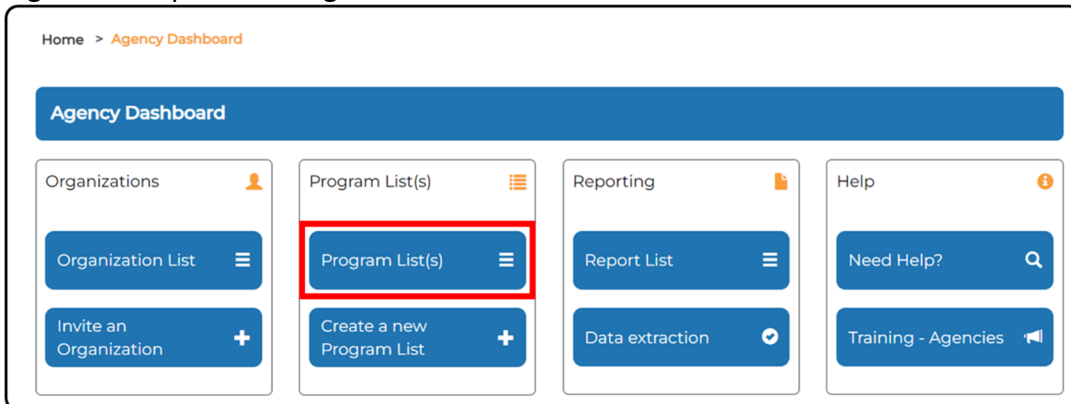 Home > Agency Dashboard
Agency Dashboard
Organizations
Organization List
Invite an
Organization
Program List(s)
Program List(s)
Create a new
Program List
Reporting
Report List
Data extraction
Help
Need Help?
Training - Agencies